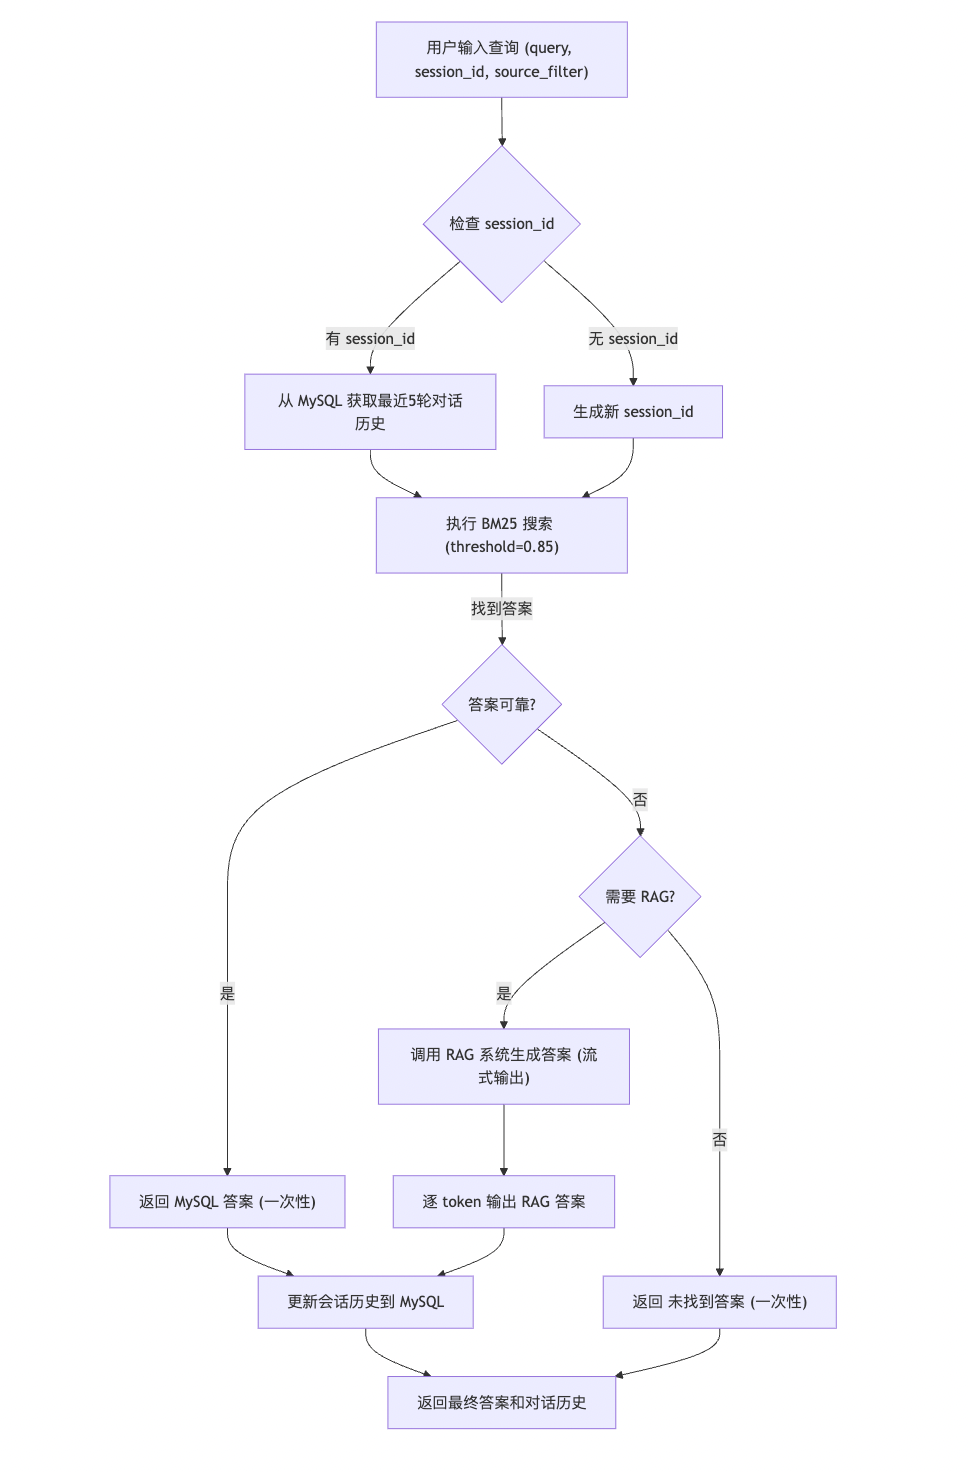 用户输入查询 (query,
session_id, source_filter)
检查 session_id
有 session_id
无 session_id
从 MySQL 获取最近5轮对话
历史
生成新 session_id
执行 BM25 搜索
(threshold=0.85)
找到答案
答案可靠?
否
需要 RAG?
是
是
调用 RAG 系统生成答案 (流
式输出)
否
返回 MySQL 答案 (一次性)
逐 token 输出 RAG 答案
更新会话历史到 MySQL
返回 未找到答案 (一次性)
返回最终答案和对话历史